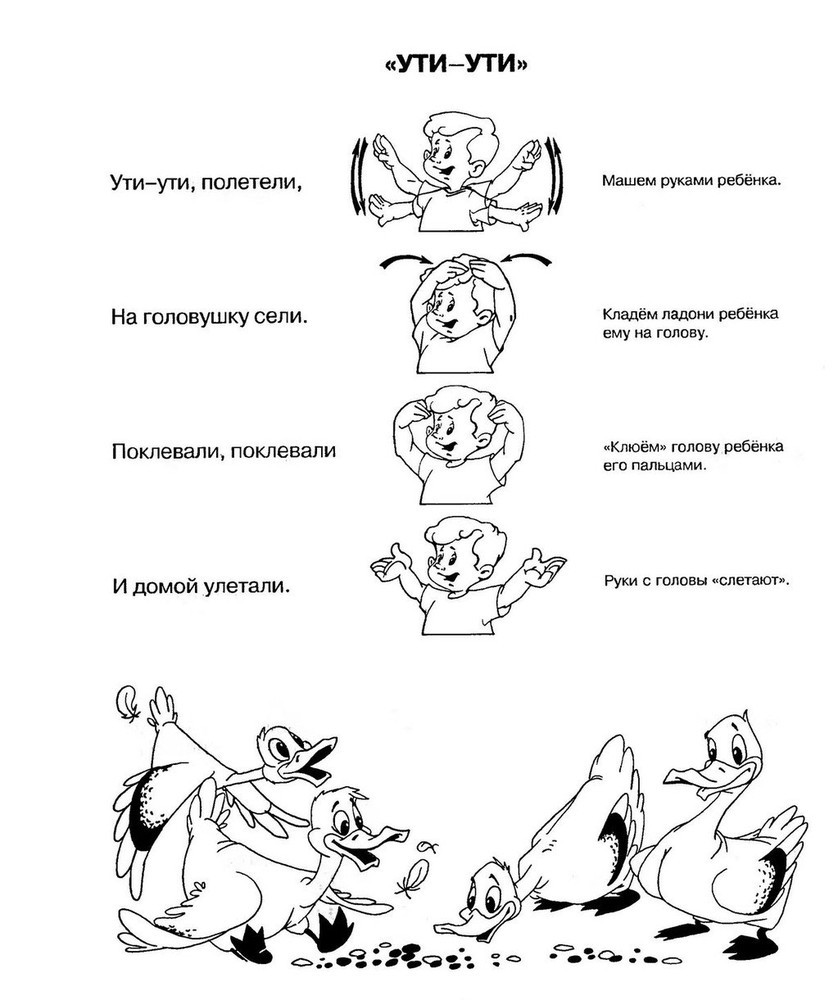 «УТИ–УТИ»
Ути–ути, полетели,
Машем руками ребёнка.
На головушку сели.
Кладём ладони ребёнка
ему на голову.
Поклевали, поклевали
«Клюём» голову ребёнка
его пальцами.
И домой улетали.
Руки с головы «слетают».